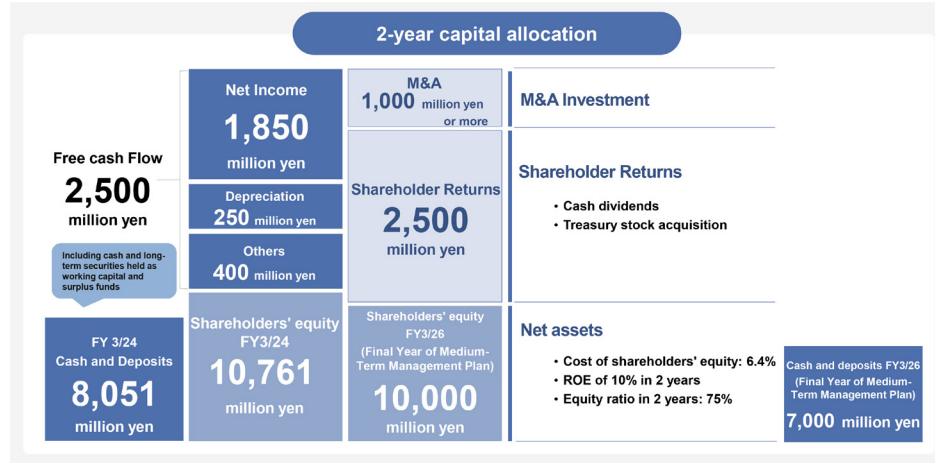 2-year capital allocation
Free cash Flow
2,500
million yen
Including cash and long-
term securities held as
working capital and
surplus funds
FY 3/24
Cash and Deposits
8,051
million yen
Net Income
1,850
million yen
Depreciation
250 million yen
Others
400 million yen
Shareholders' equity
FY3/24
10,761
million yen
M&A
1,000 million yen
or more
Shareholder Returns
2,500
million yen
Shareholders' equity
FY3/26
(Final Year of Medium-
Term Management Plan)
10,000
million yen
M&A Investment
Shareholder Returns
・Cash dividends
・Treasury stock acquisition
Net assets
・Cost of shareholders' equity: 6.4%
・ROE of 10% in 2 years
・Equity ratio in 2 years: 75%
Cash and deposits FY3/26
(Final Year of Medium-
Term Management Plan)
7,000 million yen